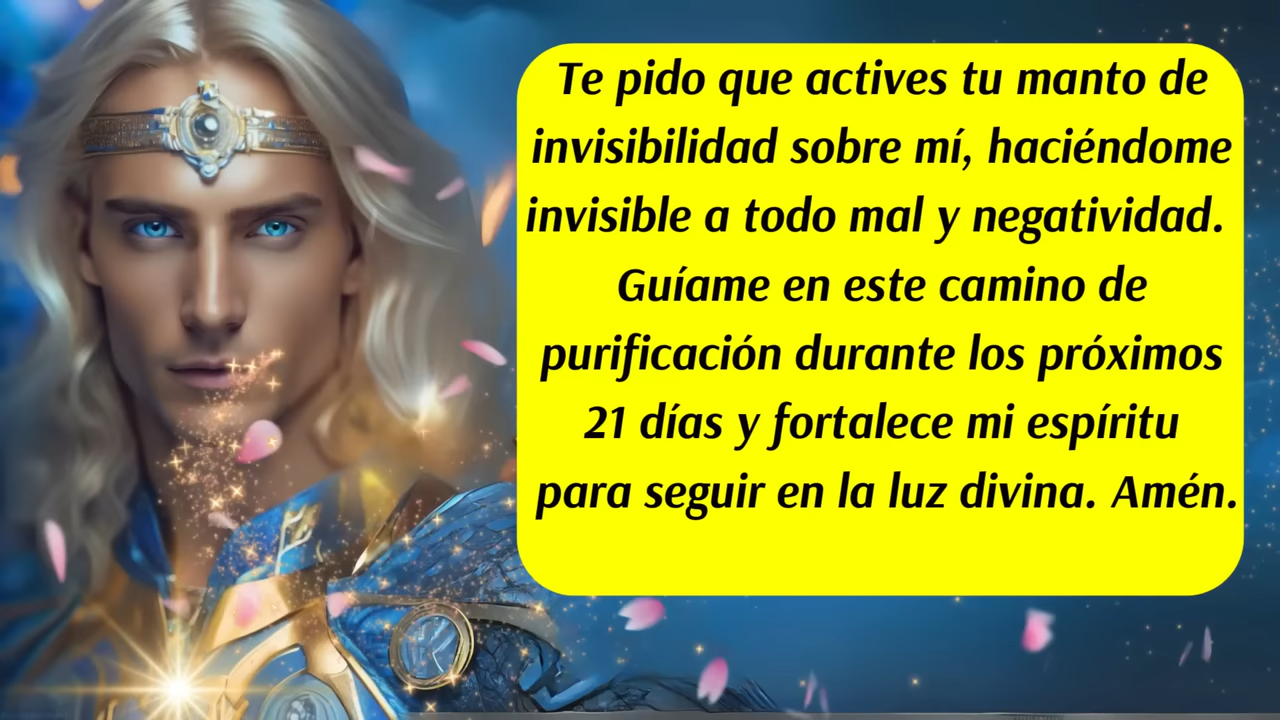 Te pido que actives tu manto de
invisibilidad sobre mí, haciéndome
invisible a todo mal y negatividad.
Guíame en este camino de
purificación durante los próximos
21 días y fortalece mi espíritu
para seguir en la luz divina. Amén.